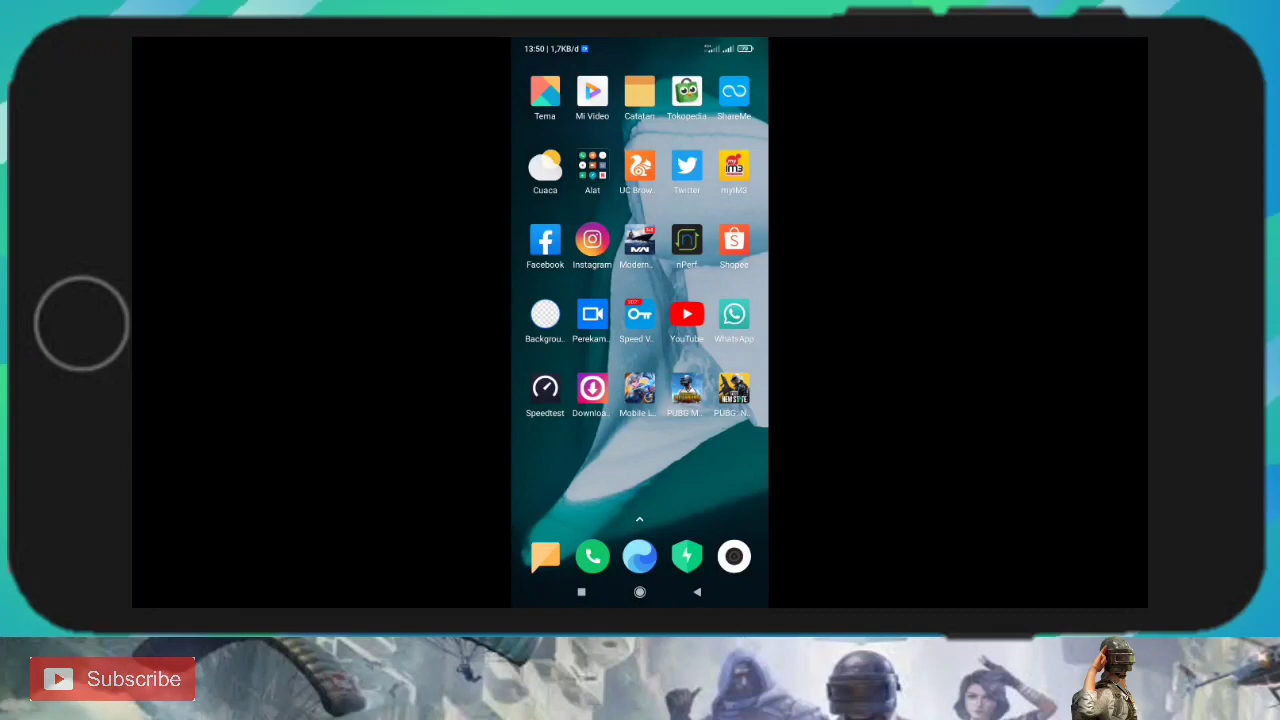 13:50 | 1,7KB/d
Tema
Mi Video
Catatan
Tokopedia
ShareMe
Cuaca
Alat
UC Brow..
Twitter
myIM3
Facebook
Instagram
Modern..
nPerf
Shopee
Backgrou..
Perekam..
Speed V..
YouTube
WhatsApp
Speedtest
Downloa..
Mobile L..
PUBG M..
PUBG: N..
Subscribe